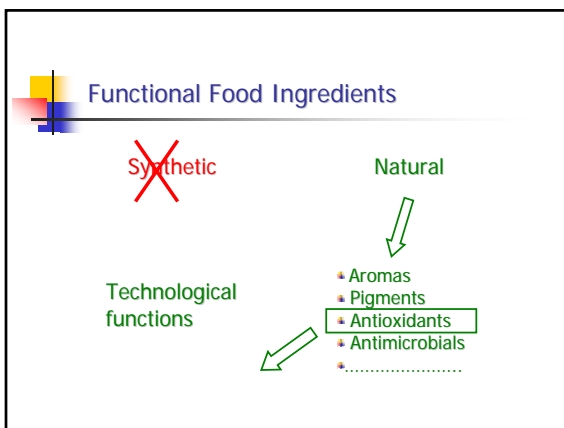 Functional Food Ingredients
Synthetic
Natural
Aromas
Pigments
Antioxidants
Antimicrobials
......................
Technological
functions